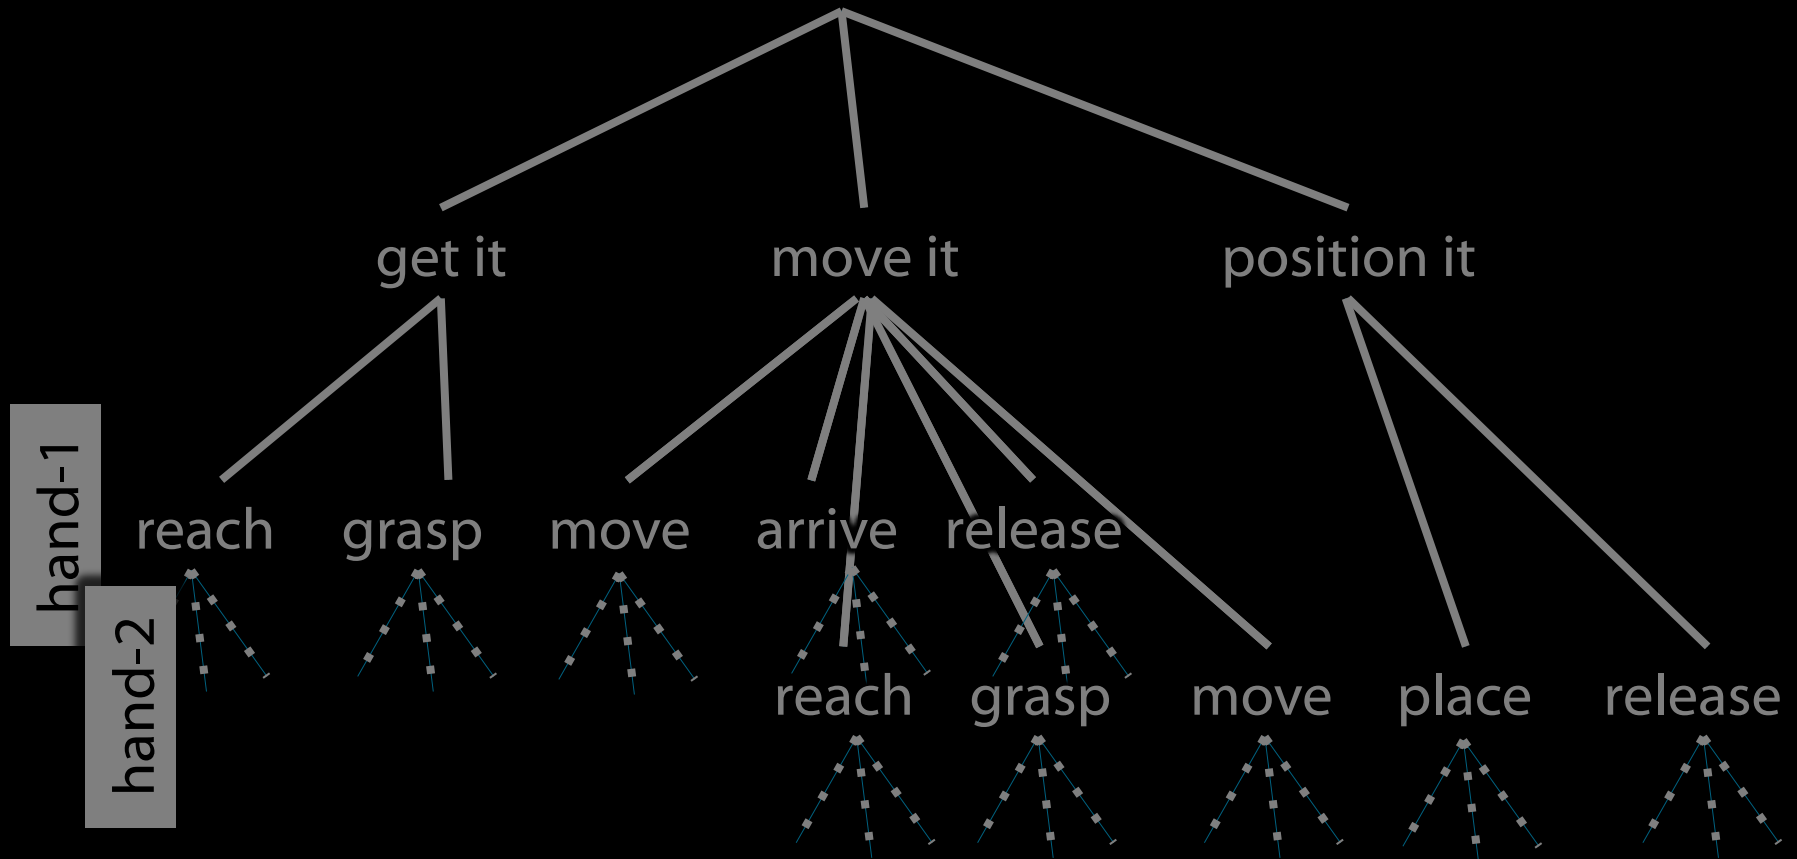 get it move it position it
hand-1
reach grasp move arrive release
hand-2
reach grasp move place release